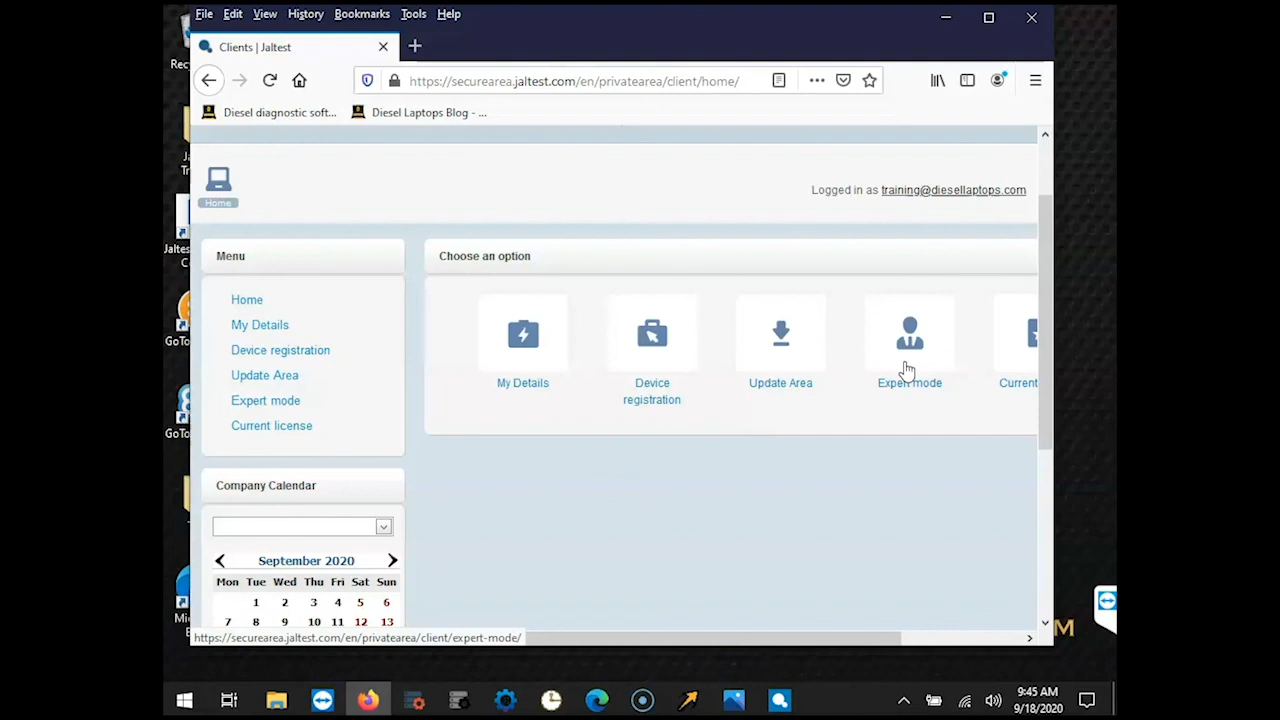 File Edit View History Bookmarks Tools Help
Clients | Jaltest
https://securearea.jaltest.com/en/privatearea/client/home/
Diesel diagnostic soft...
Diesel Laptops Blog - ...
Home
Logged in as training@diesellaptops.com
Menu
Home
My Details
Device registration
Update Area
Expert mode
Current license
Choose an option
My Details
Device
registration
Update Area
Expert mode
Current
Company Calendar
September 2020
Mon Tue Wed Thu Fri Sat Sun
1 2 3 4 5 6
7 8 9 10 11 12 13
https://securearea.jaltest.com/en/privatearea/client/expert-mode/
M
9:45 AM
9/18/2020